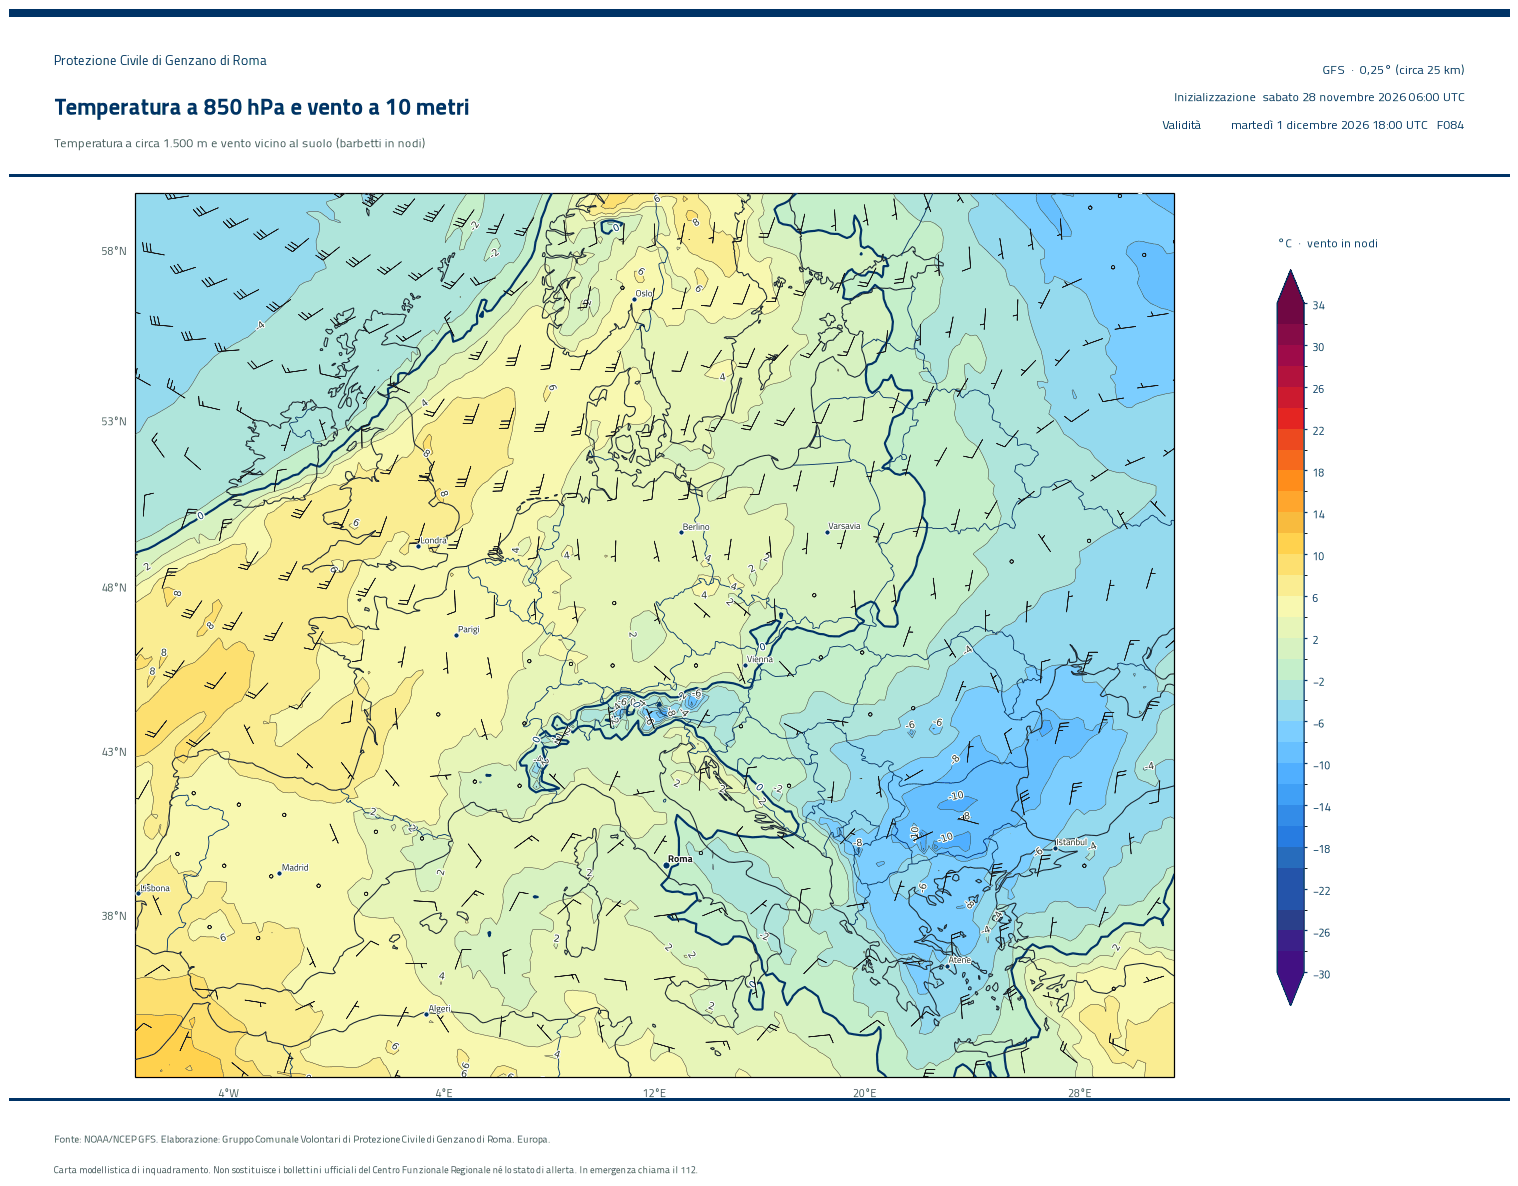 Protezione Civile di Genzano di Roma
Temperatura a 850 hPa e vento a 10 metri
Temperatura a circa 1.500 m e vento vicino al suolo (barbetti in nodi)
GFS · 0,25° (circa 25 km)
Inizializzazione sabato 28 novembre 2026 06:00 UTC
Validità martedì 1 dicembre 2026 18:00 UTC F084
°C · vento in nodi
34
30
26
22
18
14
10
6
2
−2
−6
−10
−14
−18
−22
−26
−30
58°N
53°N
48°N
43°N
38°N
4°W
4°E
12°E
20°E
28°E
Oslo
Londra
Berlino
Varsavia
Parigi
Vienna
Madrid
Lisbona
Roma
Istanbul
Atene
Algeri
Fonte: NOAA/NCEP GFS. Elaborazione: Gruppo Comunale Volontari di Protezione Civile di Genzano di Roma. Europa.
Carta modellistica di inquadramento. Non sostituisce i bollettini ufficiali del Centro Funzionale Regionale né lo stato di allerta. In emergenza chiama il 112.